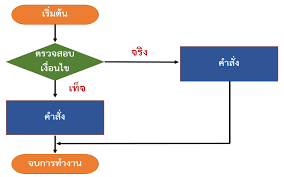 เริ่มต้น
ตรวจสอบ
เงื่อนไข
จริง
คำสั่ง
เท็จ
คำสั่ง
จบการทำงาน